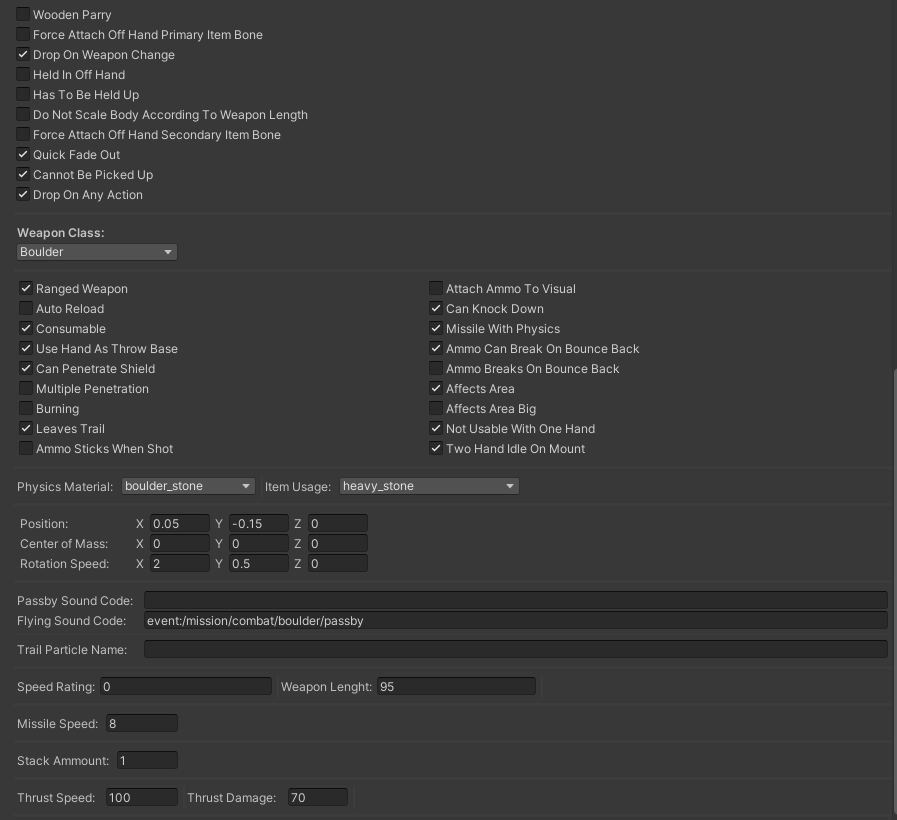 Wooden Parry
Force Attach Off Hand Primary Item Bone
Drop On Weapon Change
Held In Off Hand
Has To Be Held Up
Do Not Scale Body According To Weapon Length
Force Attach Off Hand Secondary Item Bone
Quick Fade Out
Cannot Be Picked Up
Drop On Any Action
Weapon Class:
Boulder
Ranged Weapon
Auto Reload
Consumable
Use Hand As Throw Base
Can Penetrate Shield
Multiple Penetration
Burning
Leaves Trail
Ammo Sticks When Shot
Attach Ammo To Visual
Can Knock Down
Missile With Physics
Ammo Can Break On Bounce Back
Ammo Breaks On Bounce Back
Affects Area
Affects Area Big
Not Usable With One Hand
Two Hand Idle On Mount
Physics Material: boulder_stone Item Usage: heavy_stone
Position: X 0.05 Y -0.15 Z 0
Center of Mass: X 0 Y 0 Z 0
Rotation Speed: X 2 Y 0.5 Z 0
Passby Sound Code:
Flying Sound Code: event:/mission/combat/boulder/passby
Trail Particle Name:
Speed Rating: 0 Weapon Lenght: 95
Missile Speed: 8
Stack Ammount: 1
Thrust Speed: 100 Thrust Damage: 70